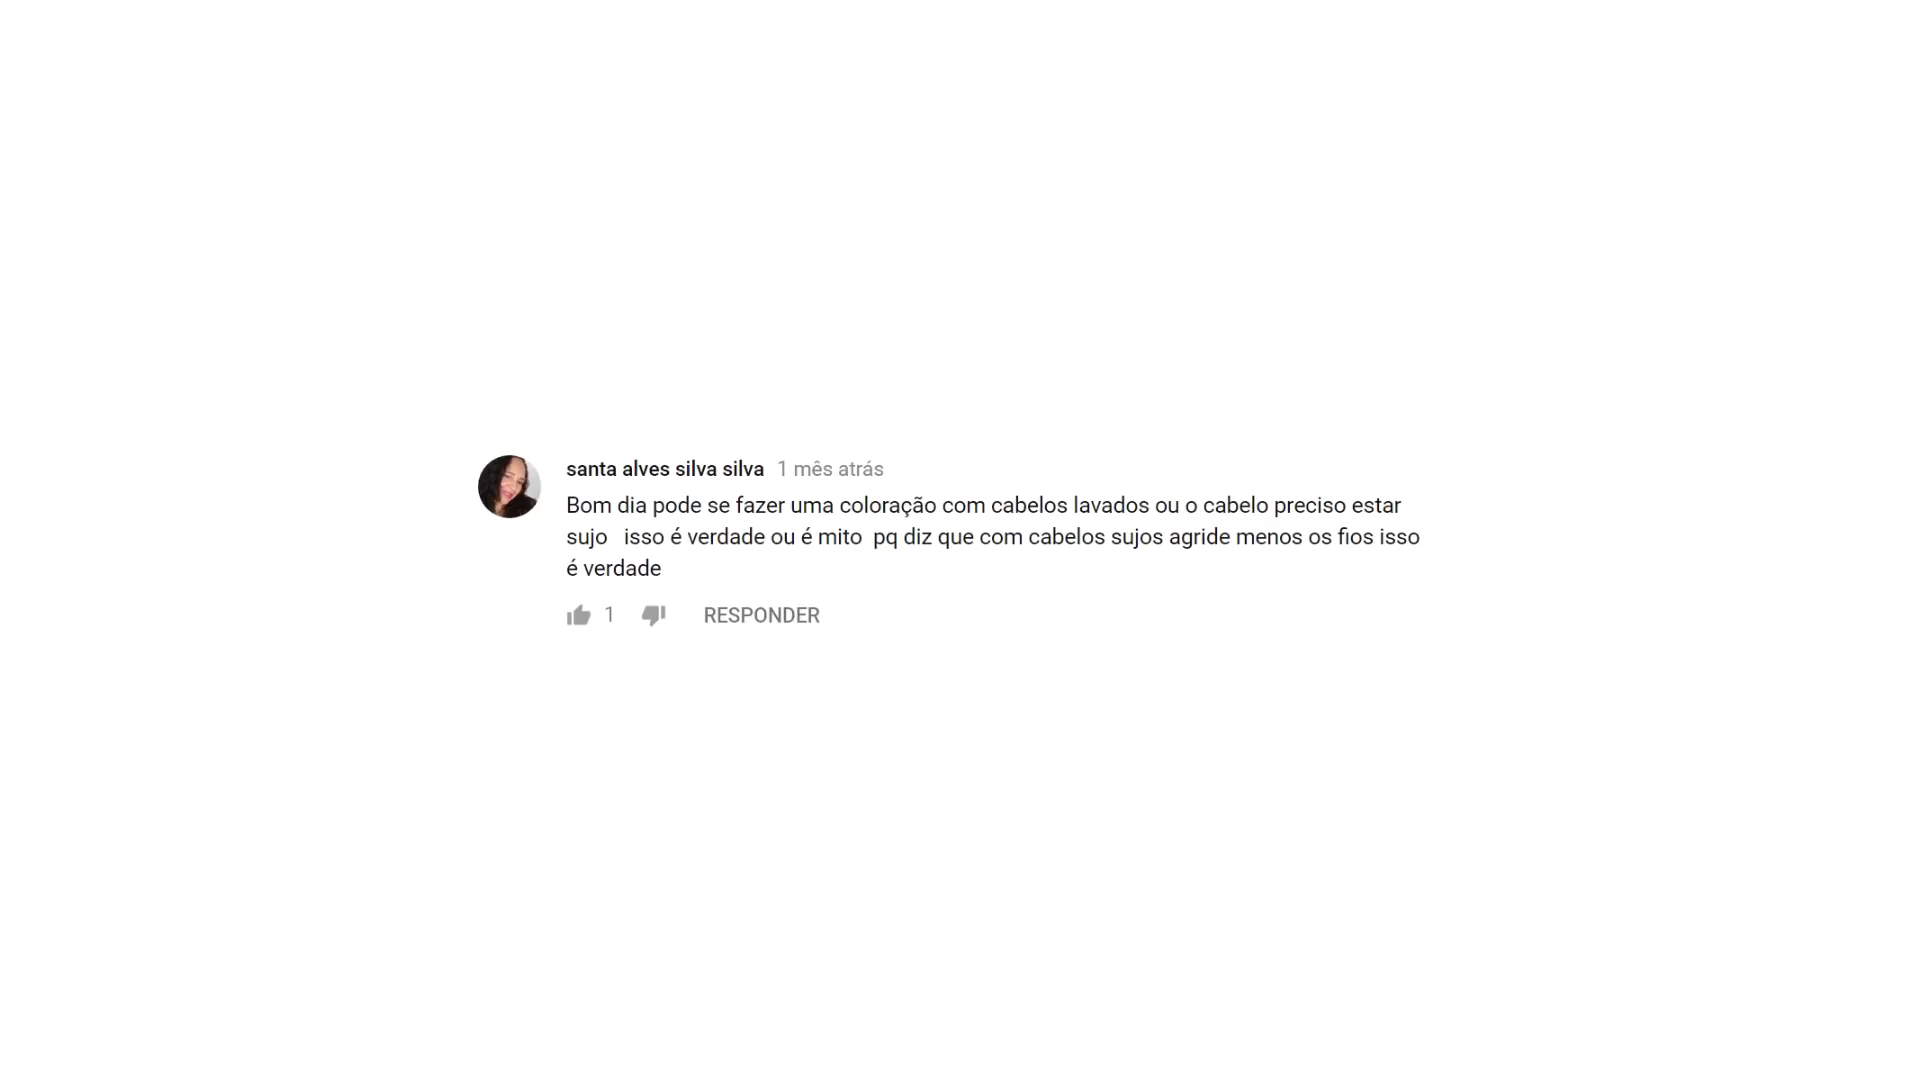 santa alves silva silva 1 mês atrás
Bom dia pode se fazer uma coloração com cabelos lavados ou o cabelo preciso estar
sujo   isso é verdade ou é mito  pq diz que com cabelos sujos agride menos os fios isso
é verdade
1 RESPONDER